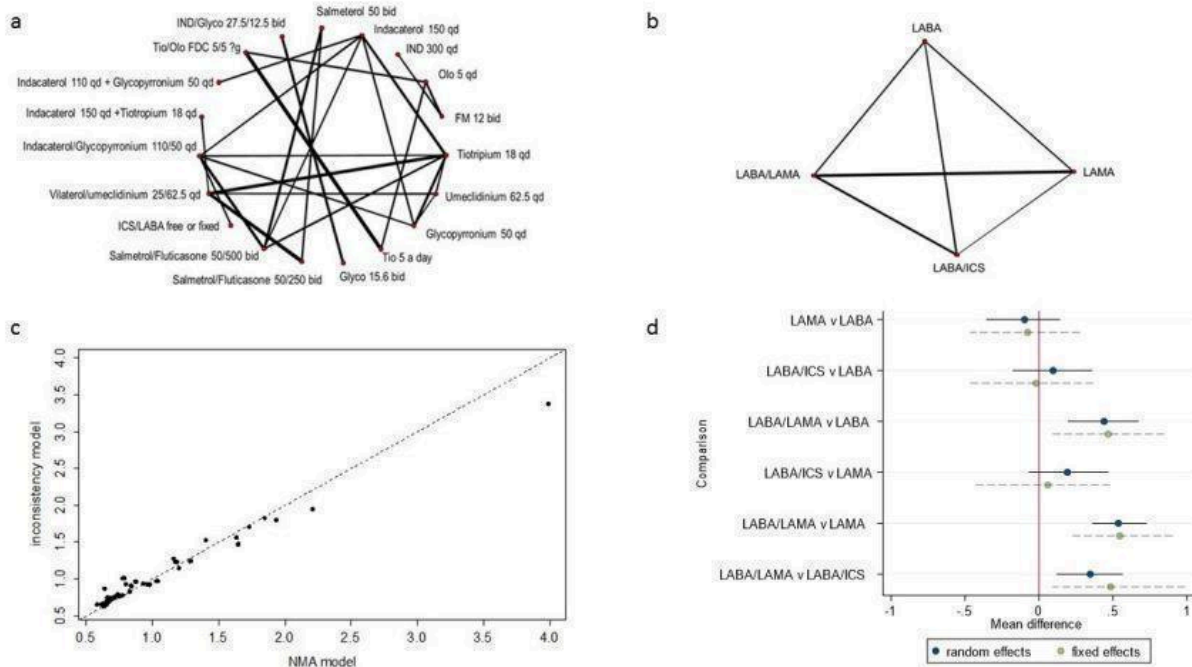 a
IND/Glyco 27.5/12.5 bid
Salmeterol 50 bid
Tio/Olo FDC 5/5 ?g
Indacaterol 150 qd
IND 300 qd
Olo 5 qd
Indacaterol 110 qd + Glycopyrronium 50 qd
Indacaterol 150 qd +Tiotropium 18 qd
FM 12 bid
Indacaterol/Glycopyrronium 110/50 qd
Tiotripium 18 qd
Vilaterol/umeclidinium 25/62.5 qd
Umeclidinium 62.5 qd
ICS/LABA free or fixed
Glycopyrronium 50 qd
Salmetrol/Fluticasone 50/500 bid
Tio 5 a day
Salmetrol/Fluticasone 50/250 bid
Glyco 15.6 bid
b
LABA
LABA/LAMA
LAMA
LABA/ICS
c
inconsistency model
4.0
3.5
3.0
2.5
2.0
1.5
1.0
0.5
0.5 1.0 1.5 2.0 2.5 3.0 3.5 4.0
NMA model
d
Comparison
LAMA v LABA
LABA/ICS v LABA
LABA/LAMA v LABA
LABA/ICS v LAMA
LABA/LAMA v LAMA
LABA/LAMA v LABA/ICS
-1 -.5 0 .5 1
Mean difference
random effects fixed effects